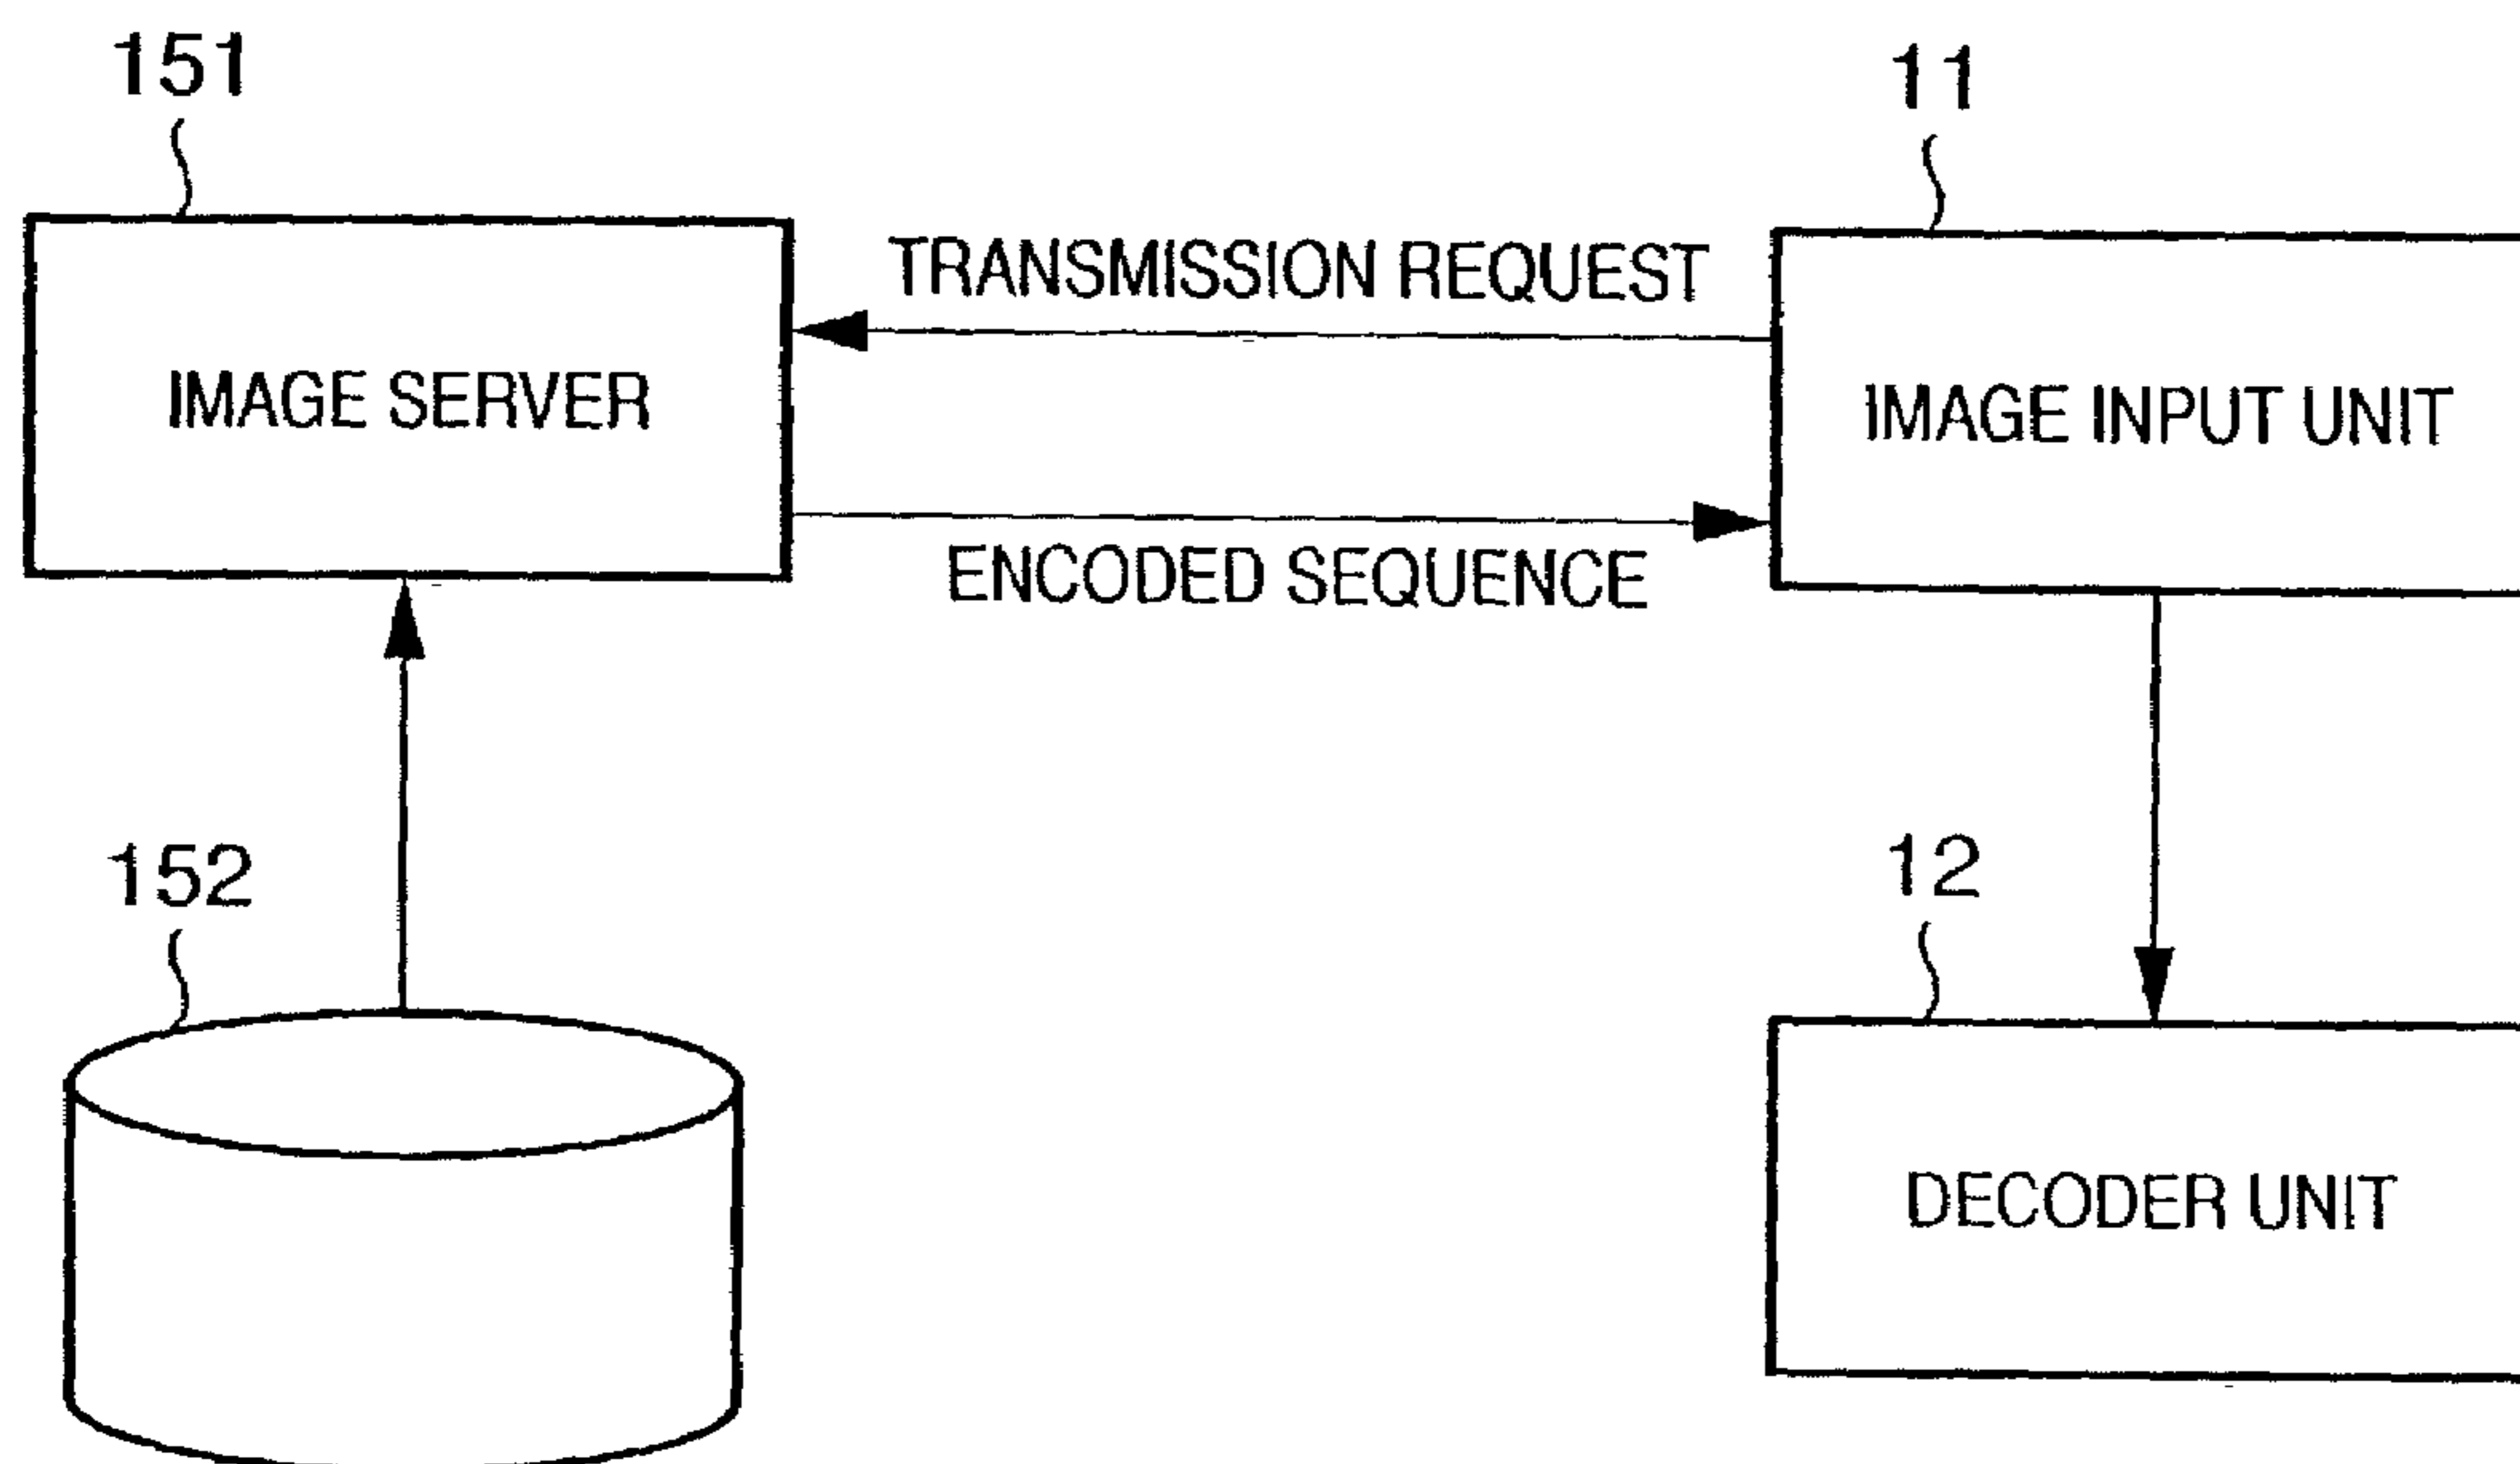 151
11
TRANSMISSION REQUEST
IMAGE SERVER
IMAGE INPUT UNIT
ENCODED SEQUENCE
152
12
DECODER UNIT